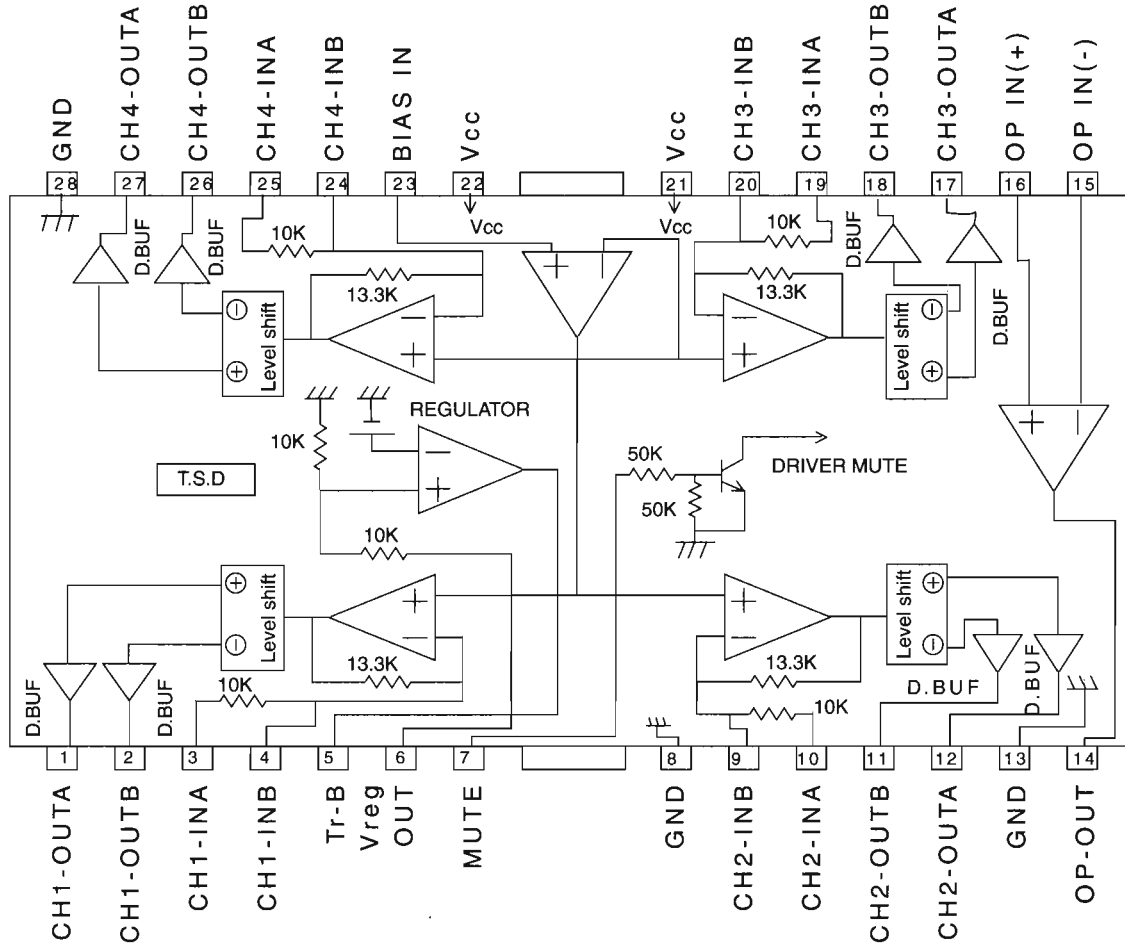 GND
CH4-OUTA
CH4-OUTB
CH4-INA
CH4-INB
BIAS IN
Vcc
Vcc
CH3-INB
CH3-INA
CH3-OUTB
CH3-OUTA
OP IN(+)
OP IN(-)
28
27
26
25
24
23
22
21
20
19
18
17
16
15
D.BUF
D.BUF
10K
Vcc
Vcc
10K
D.BUF
D.BUF
13.3K
13.3K
Level shift
Level shift
+
−
−
+
−
+
−
+
−
+
−
+
+
−
REGULATOR
10K
T.S.D
−
+
10K
50K
50K
DRIVER MUTE
+
−
Level shift
+
−
+
−
Level shift
+
−
13.3K
10K
13.3K
10K
D.BUF
D.BUF
D.BUF
D.BUF
1
2
3
4
5
6
7
8
9
10
11
12
13
14
CH1-OUTA
CH1-OUTB
CH1-INA
CH1-INB
Tr-B
Vreg
OUT
MUTE
GND
CH2-INB
CH2-INA
CH2-OUTB
CH2-OUTA
GND
OP-OUT